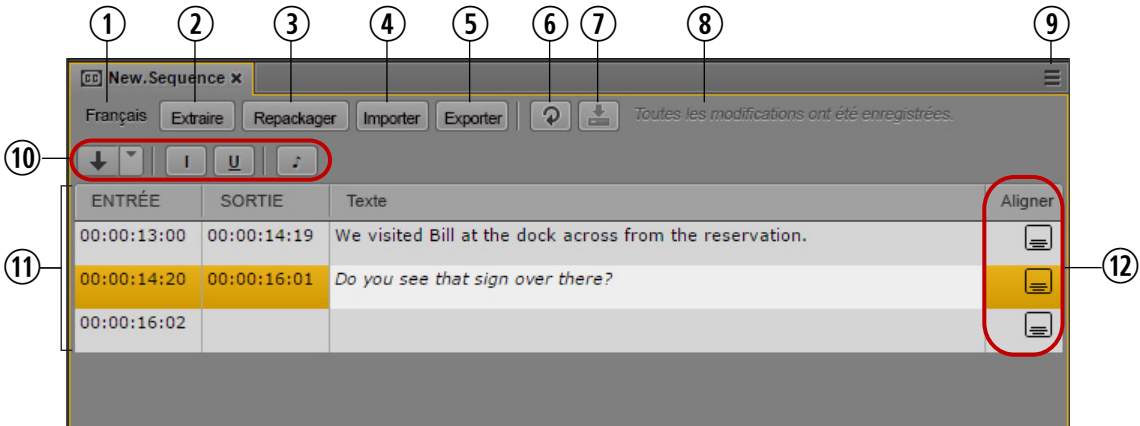 1 2 3 4 5 6 7 8 9
CC New.Sequence x
Français Extraire Repackager Importer Exporter Toutes les modifications ont été enregistrées.
10 I U ♪
ENTRÉE SORTIE Texte Aligner
00:00:13:00 00:00:14:19 We visited Bill at the dock across from the reservation.
11 00:00:14:20 00:00:16:01 Do you see that sign over there? 12
00:00:16:02